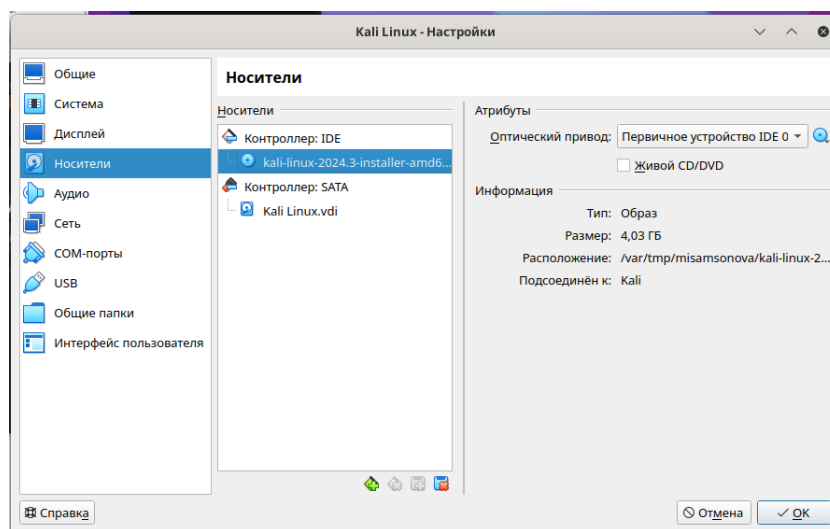 Kali Linux - Настройки
Общие
Система
Дисплей
Носители
Аудио
Сеть
COM-порты
USB
Общие папки
Интерфейс пользователя
Носители
Носители
Контроллер: IDE
kali-linux-2024.3-installer-amd6...
Контроллер: SATA
Kali Linux.vdi
Атрибуты
Оптический привод: Первичное устройство IDE 0
Живой CD/DVD
Информация
Тип: Образ
Размер: 4,03 ГБ
Расположение: /var/tmp/misamsonova/kali-linux-2...
Подсоединён к: Kali
Справка
Отмена
OK